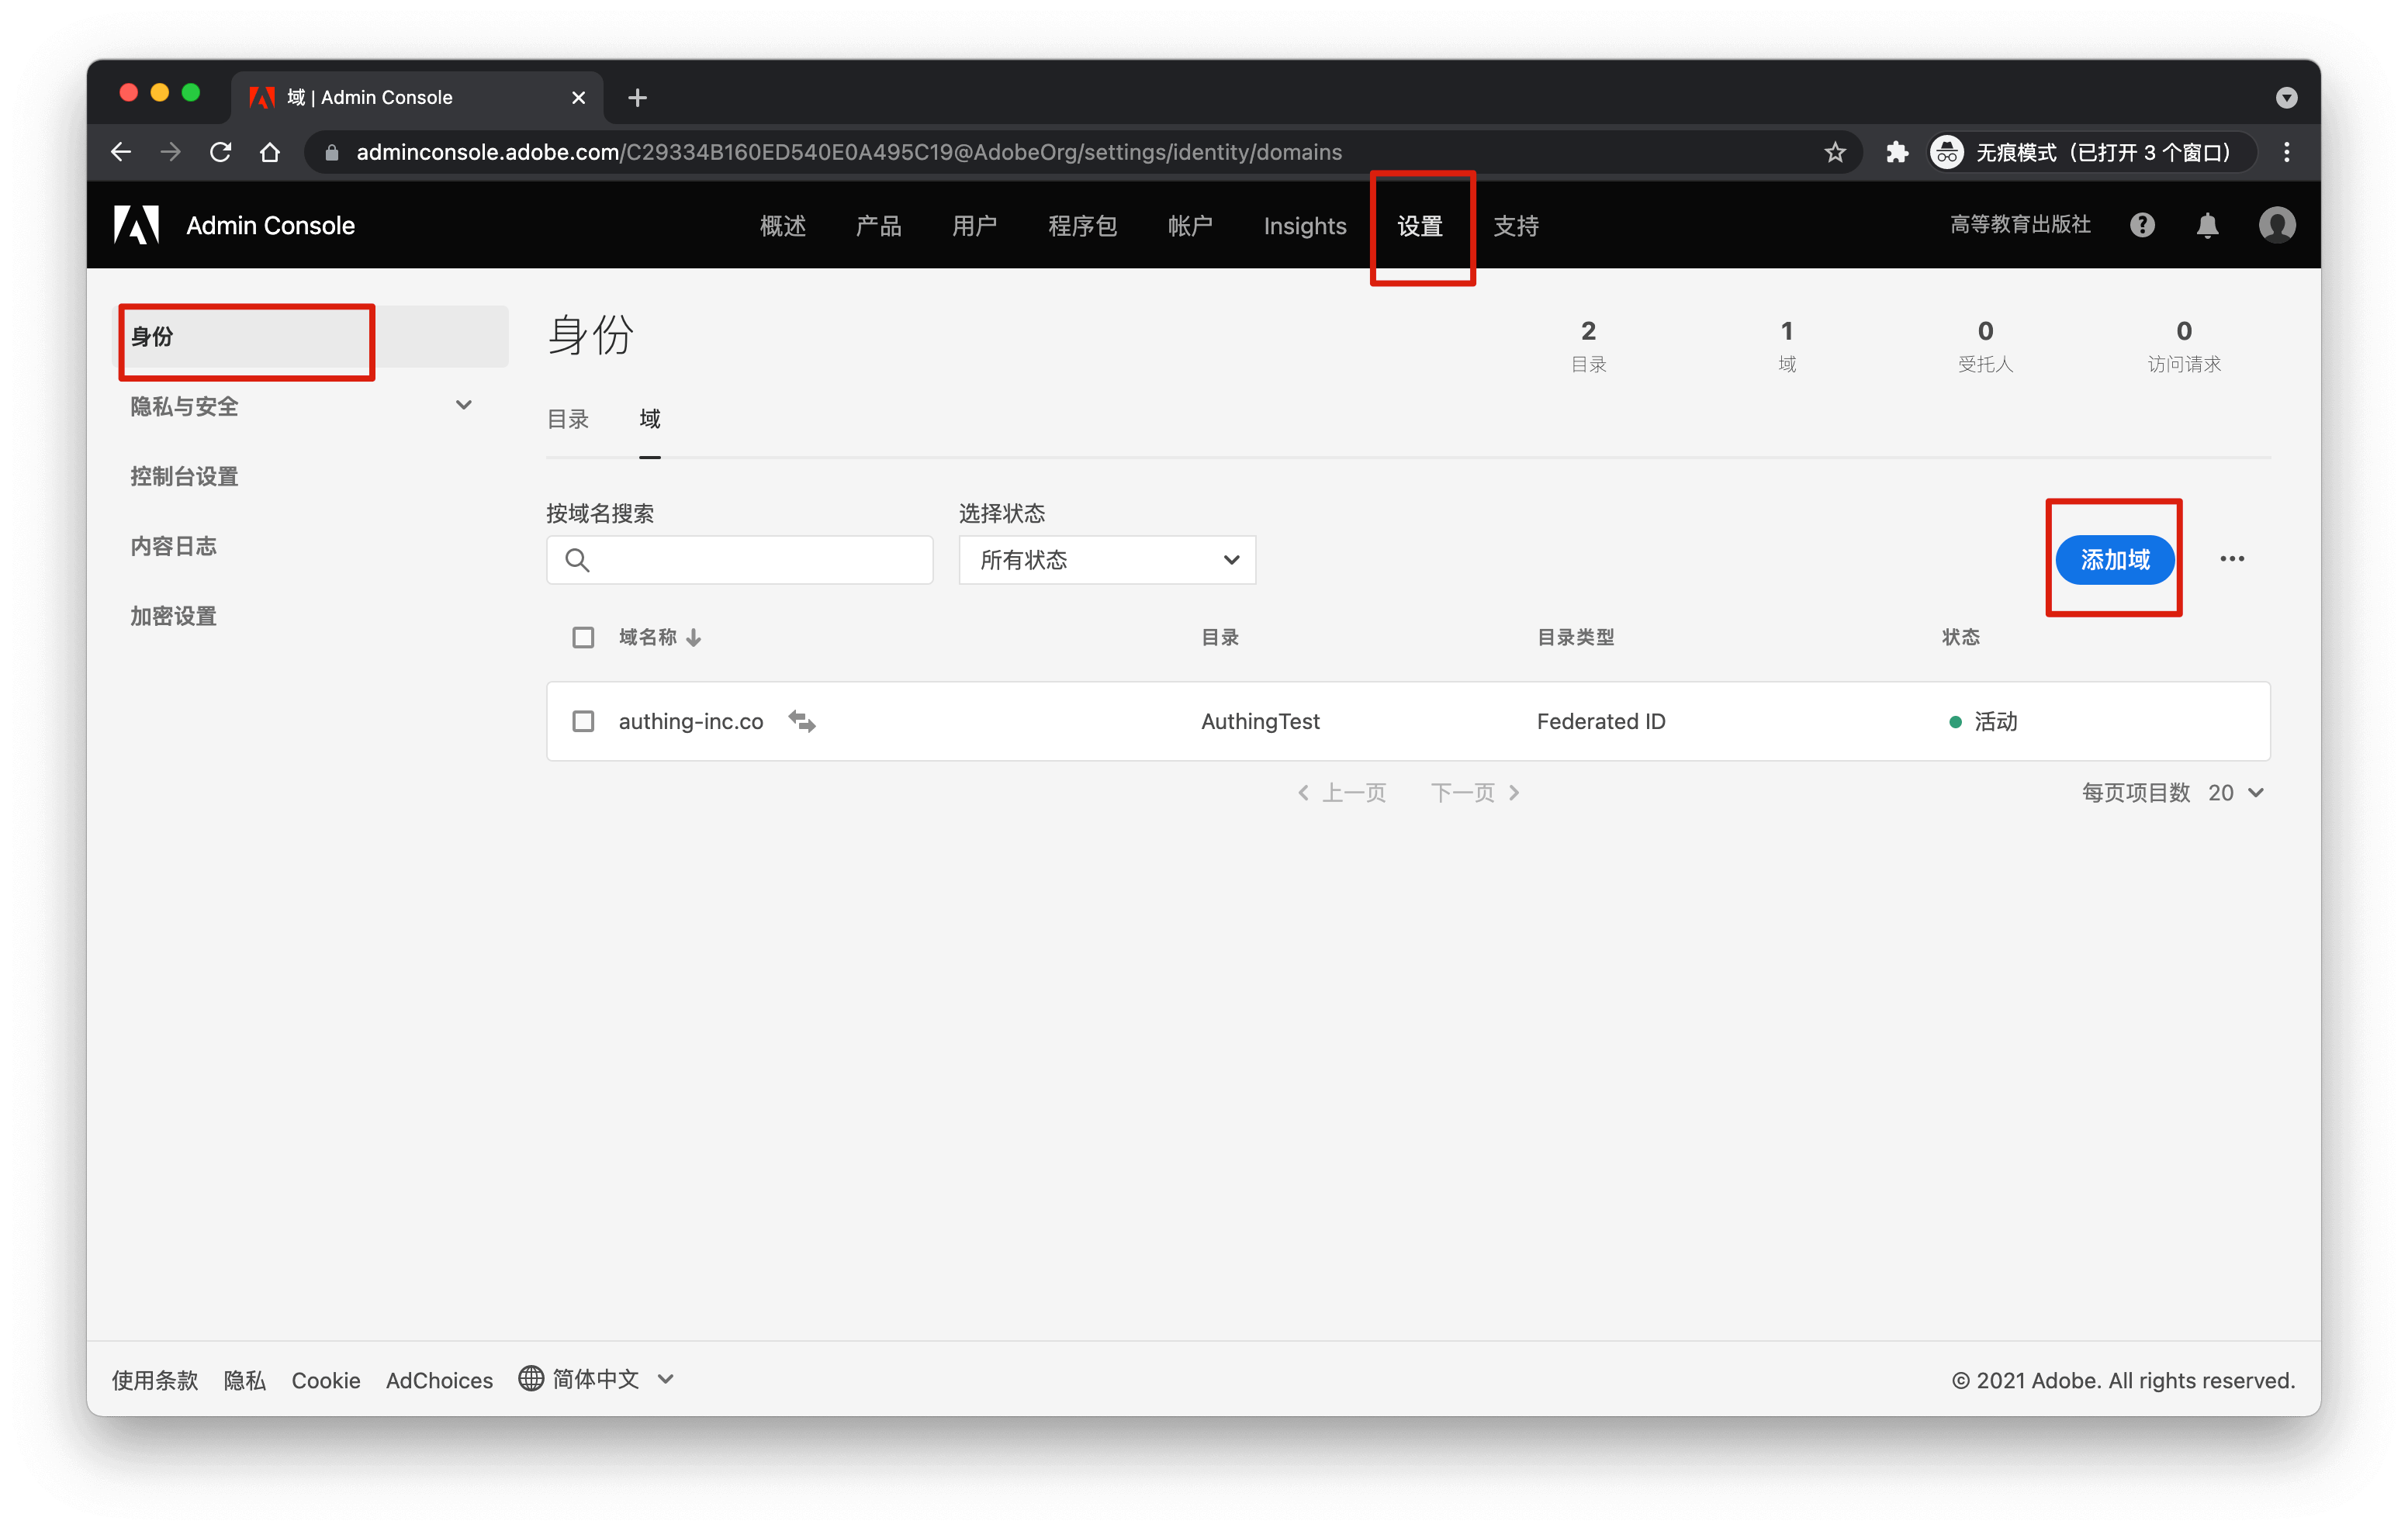 域 | Admin Console
adminconsole.adobe.com/C29334B160ED540E0A495C19@AdobeOrg/settings/identity/domains
无痕模式（已打开 3 个窗口）
Admin Console
概述 产品 用户 程序包 帐户 Insights 设置 支持
高等教育出版社
身份
隐私与安全
控制台设置
内容日志
加密设置
身份
2 1 0 0
目录 域 受托人 访问请求
目录 域
按域名搜索 选择状态
所有状态
添加域
域名称 目录 目录类型 状态
authing-inc.co AuthingTest Federated ID 活动
上一页 下一页 每页项目数 20
使用条款 隐私 Cookie AdChoices 简体中文
© 2021 Adobe. All rights reserved.